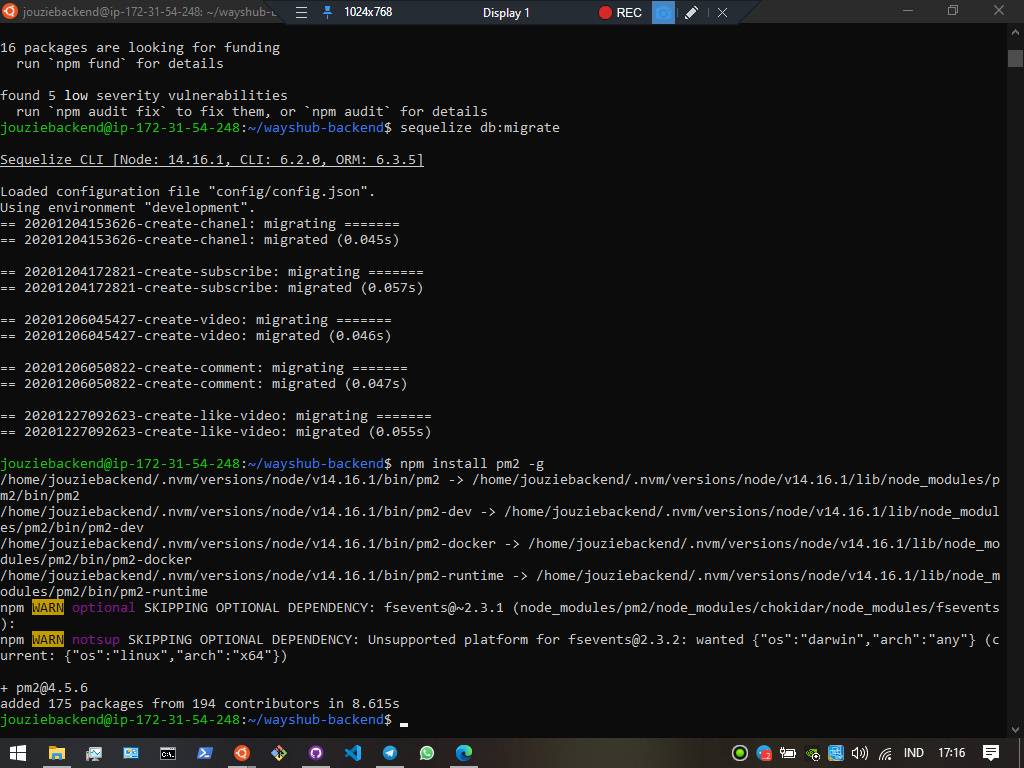 jouziebackend@ip-172-31-54-248: ~/wayshub-b
1024x768
Display 1
REC
16 packages are looking for funding
  run `npm fund` for details
found 5 low severity vulnerabilities
  run `npm audit fix` to fix them, or `npm audit` for details
jouziebackend@ip-172-31-54-248:~/wayshub-backend$ sequelize db:migrate
Sequelize CLI [Node: 14.16.1, CLI: 6.2.0, ORM: 6.3.5]
Loaded configuration file "config/config.json".
Using environment "development".
== 20201204153626-create-chanel: migrating =======
== 20201204153626-create-chanel: migrated (0.045s)
== 20201204172821-create-subscribe: migrating =======
== 20201204172821-create-subscribe: migrated (0.057s)
== 20201206045427-create-video: migrating =======
== 20201206045427-create-video: migrated (0.046s)
== 20201206050822-create-comment: migrating =======
== 20201206050822-create-comment: migrated (0.047s)
== 20201227092623-create-like-video: migrating =======
== 20201227092623-create-like-video: migrated (0.055s)
jouziebackend@ip-172-31-54-248:~/wayshub-backend$ npm install pm2 -g
/home/jouziebackend/.nvm/versions/node/v14.16.1/bin/pm2 -> /home/jouziebackend/.nvm/versions/node/v14.16.1/lib/node_modules/p
m2/bin/pm2
/home/jouziebackend/.nvm/versions/node/v14.16.1/bin/pm2-dev -> /home/jouziebackend/.nvm/versions/node/v14.16.1/lib/node_modul
es/pm2/bin/pm2-dev
/home/jouziebackend/.nvm/versions/node/v14.16.1/bin/pm2-docker -> /home/jouziebackend/.nvm/versions/node/v14.16.1/lib/node_mo
dules/pm2/bin/pm2-docker
/home/jouziebackend/.nvm/versions/node/v14.16.1/bin/pm2-runtime -> /home/jouziebackend/.nvm/versions/node/v14.16.1/lib/node_m
odules/pm2/bin/pm2-runtime
npm WARN optional SKIPPING OPTIONAL DEPENDENCY: fsevents@~2.3.1 (node_modules/pm2/node_modules/chokidar/node_modules/fsevents
):
npm WARN notsup SKIPPING OPTIONAL DEPENDENCY: Unsupported platform for fsevents@2.3.2: wanted {"os":"darwin","arch":"any"} (c
urrent: {"os":"linux","arch":"x64"})
+ pm2@4.5.6
added 175 packages from 194 contributors in 8.615s
jouziebackend@ip-172-31-54-248:~/wayshub-backend$
IND
17:16